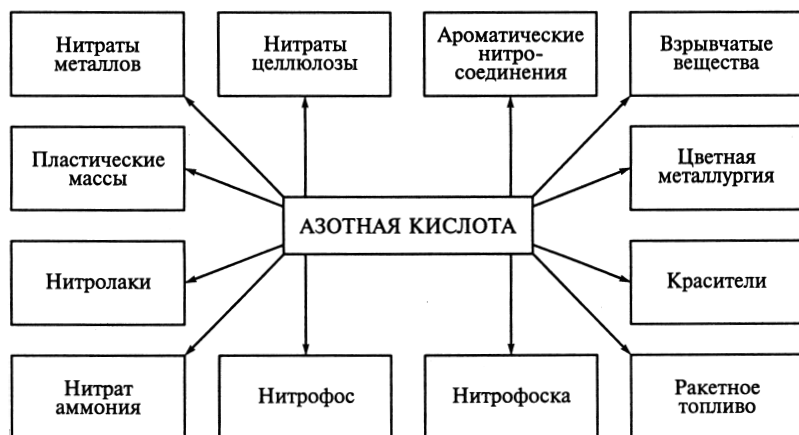 Нитраты
металлов
Нитраты
целлюлозы
Ароматические
нитро-
соединения
Взрывчатые
вещества
Пластические
массы
Цветная
металлургия
АЗОТНАЯ КИСЛОТА
Нитролаки
Красители
Нитрат
аммония
Нитрофос
Нитрофоска
Ракетное
топливо